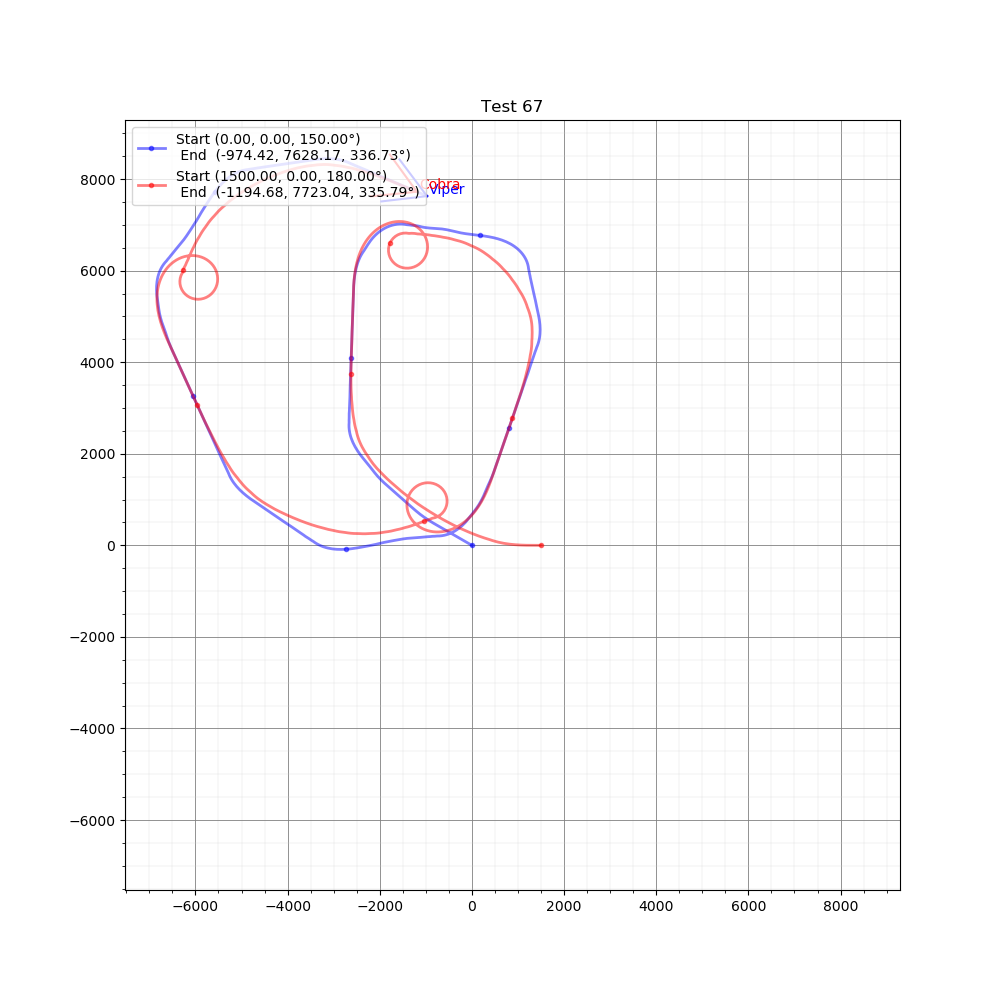 Test 67
Start (0.00, 0.00, 150.00°)
End (-974.42, 7628.17, 336.73°)
Start (1500.00, 0.00, 180.00°)
End (-1194.68, 7723.04, 335.79°)
Viper
8000
6000
4000
2000
0
−2000
−4000
−6000
−6000 −4000 −2000 0 2000 4000 6000 8000